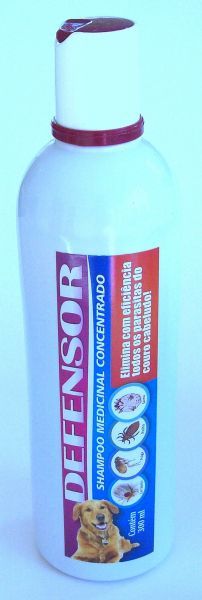 DEFENSOR
SHAMPOO MEDICINAL CONCENTRADO
Elimina com eficiência
todos os parasitas do
couro cabeludo!
Contém
300 ml